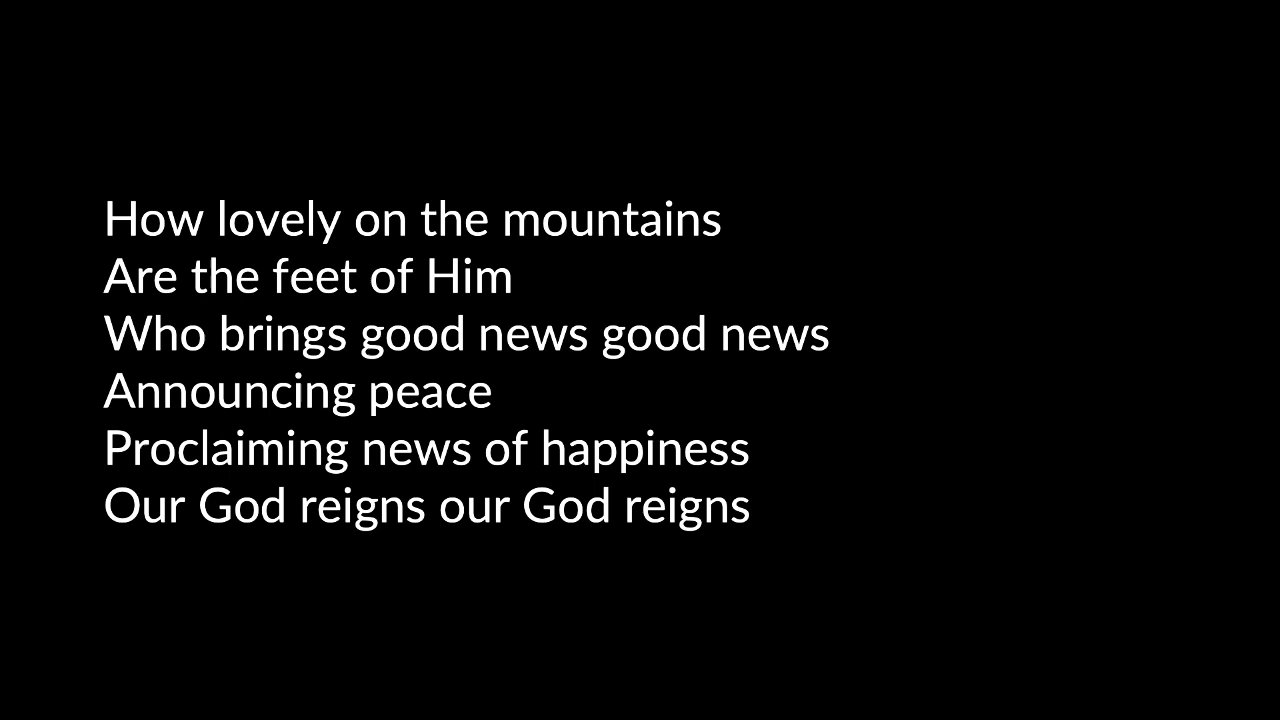 How lovely on the mountains
Are the feet of Him
Who brings good news good news
Announcing peace
Proclaiming news of happiness
Our God reigns our God reigns